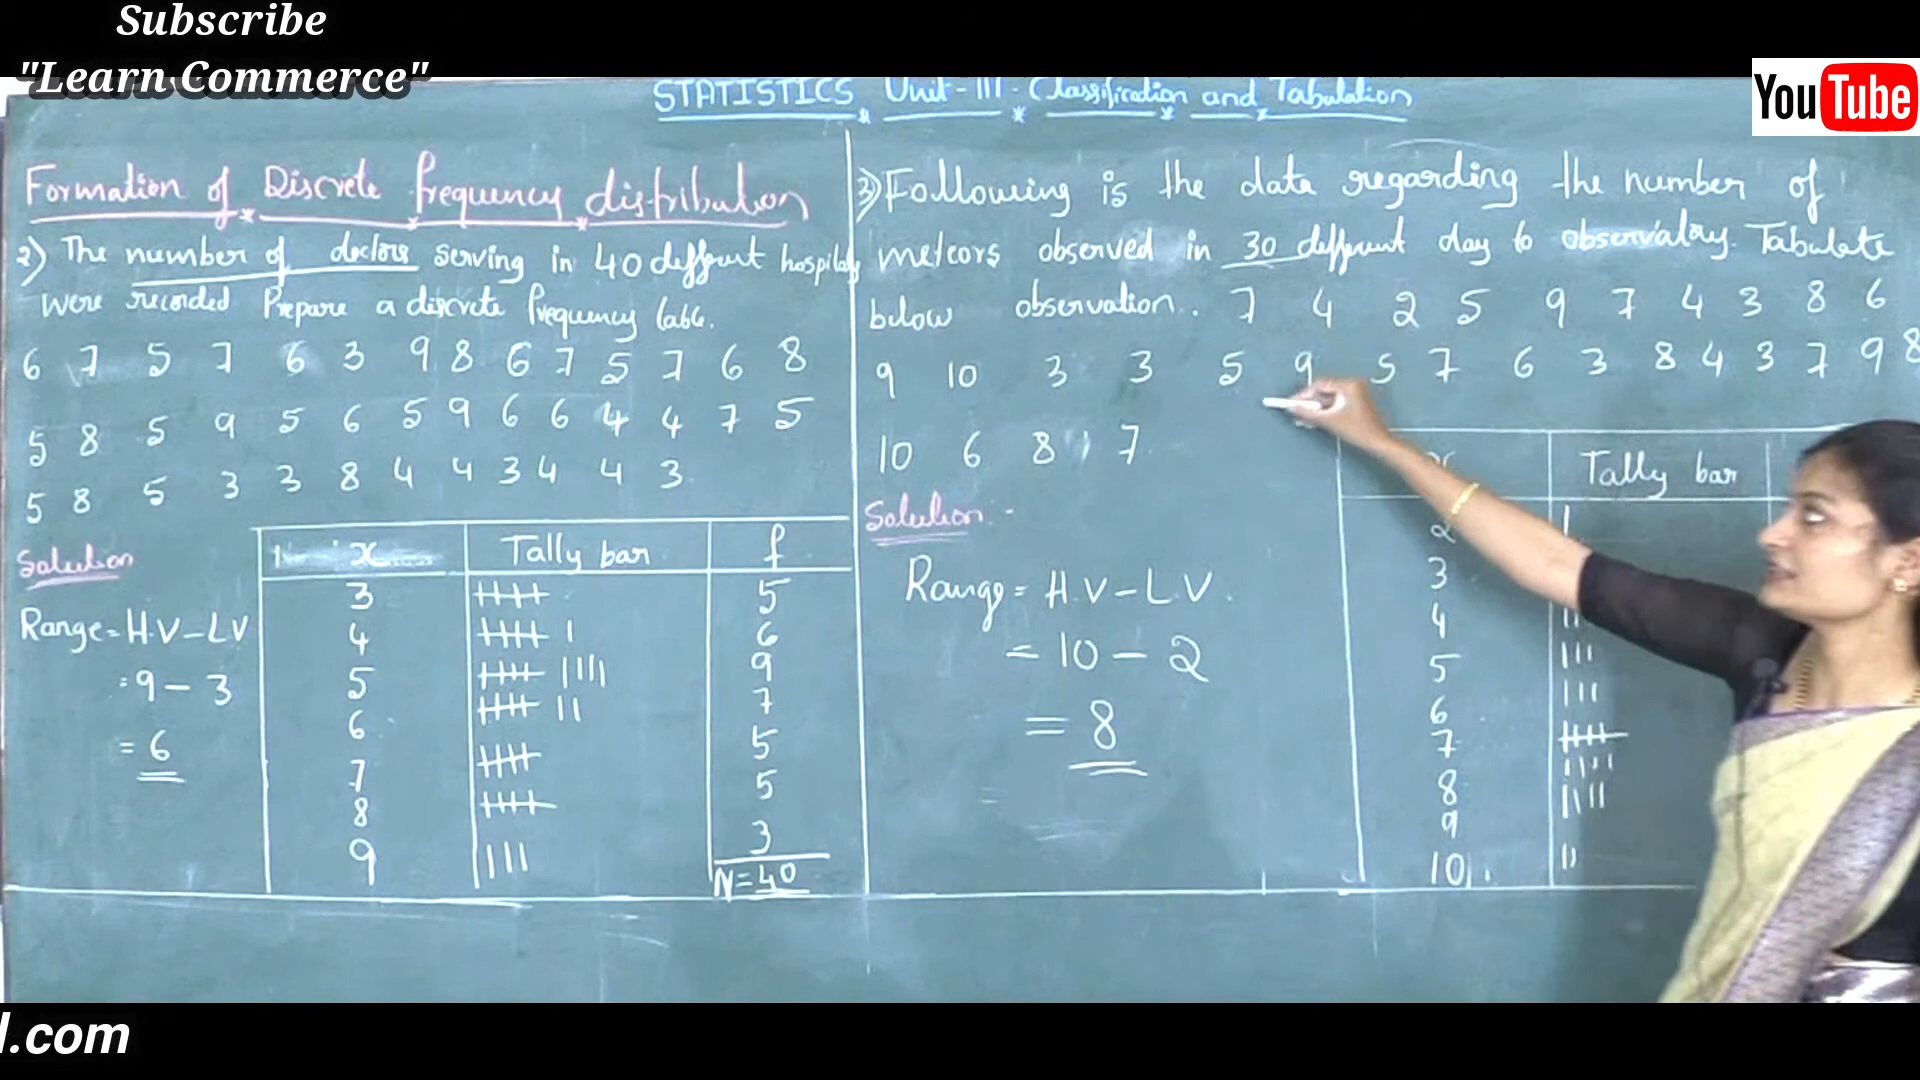 Subscribe
"Learn Commerce"
YouTube
STATISTICS Unit-III - Classification and Tabulation
Formation of Discrete frequency distribution
2) The number of doctors serving in 40 different hospitals
were recorded Prepare a discrete frequency table.
6 7 5 7 6 3 9 8 6 7 5 7 6 8
5 8 5 9 5 6 5 9 6 6 4 4 7 5
5 8 5 3 3 8 4 4 3 4 4 3
Solution
Range = H.V - LV
= 9 - 3
= 6
x Tally bar f
3 5
4 6
5 9
6 7
7 5
8 5
9 3
N = 40
3) Following is the data regarding the number of
meteors observed in 30 different day to observatory. Tabulate
below observation. 7 4 2 5 9 7 4 3 8 6
9 10 3 3 5 9 5 7 6 3 8 4 3 7 9 8
10 6 8 7
Solution :-
Range = H.V - L V.
= 10 - 2
= 8
Tally bar
2
3
4
5
6
7
8
9
10
l.com